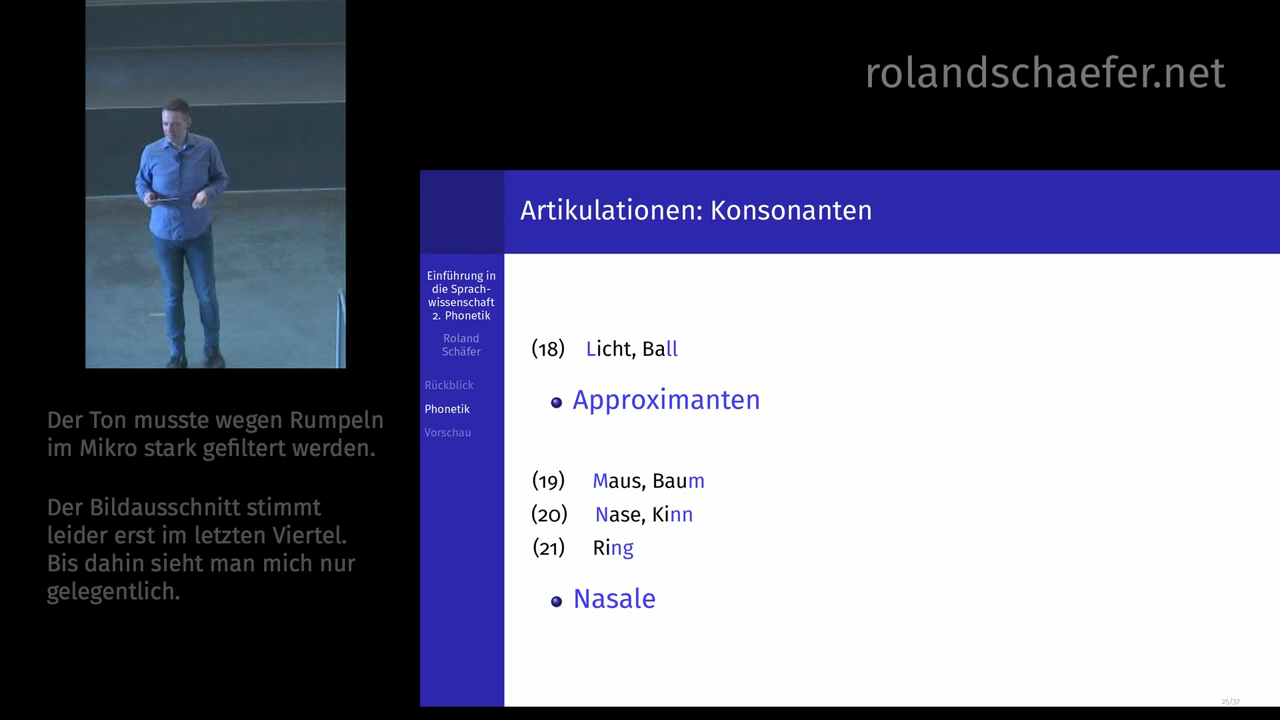 rolandschaefer.net
Artikulationen: Konsonanten
Einführung in
die Sprach-
wissenschaft
2. Phonetik
Roland
Schäfer
Rückblick
Phonetik
Vorschau
(18) Licht, Ball
Approximanten
(19) Maus, Baum
(20) Nase, Kinn
(21) Ring
Nasale
25/37
Der Ton musste wegen Rumpeln
im Mikro stark gefiltert werden.
Der Bildausschnitt stimmt
leider erst im letzten Viertel.
Bis dahin sieht man mich nur
gelegentlich.